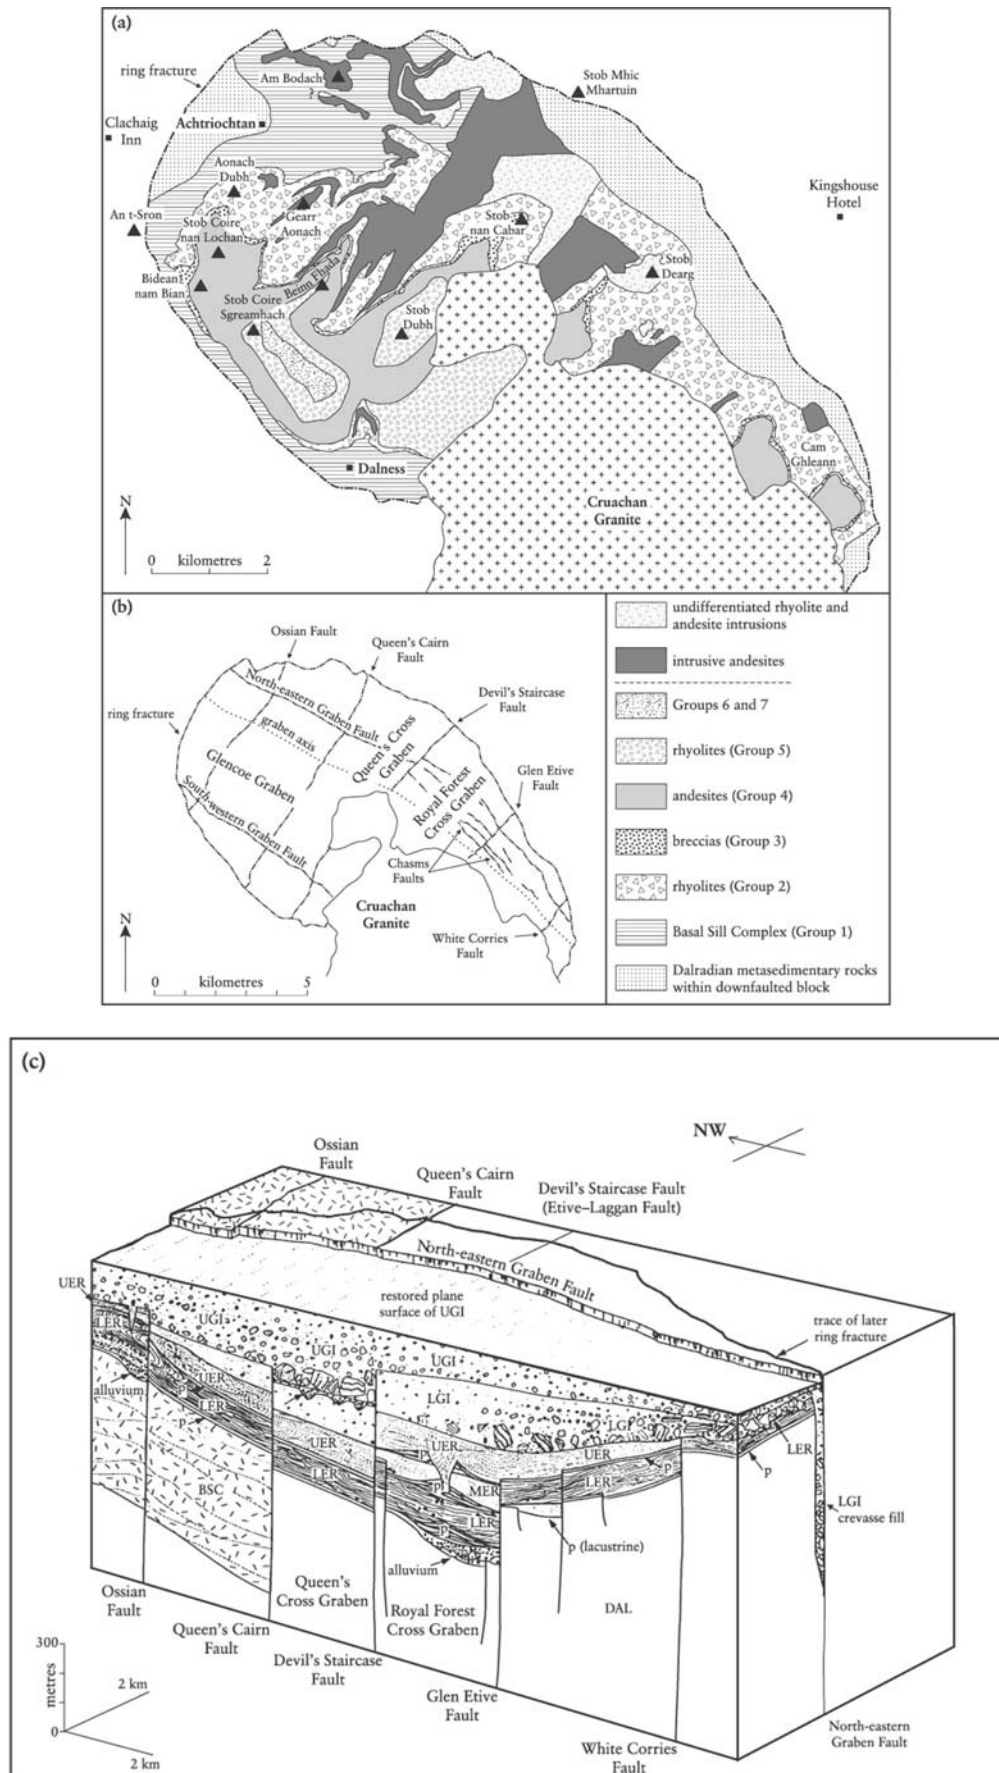 (a)
ring fracture
Am Bodach
?
Stob Mhic
Mhartuin
Clachaig
Inn
Achtriochtan
Aonach
Dubh
Kingshouse
Hotel
An t-Sron
Stob Coire
nan Lochan
Gearr
Aonach
Stob
nan Cabar
Bidean
nam Bian
Beinn Fhada
Stob
Dearg
Stob Coire
Sgreamhach
Stob
Dubh
Dalness
Cam
Ghleann
Cruachan
Granite
N
0 kilometres 2
(b)
Ossian Fault
Queen's Cairn
Fault
North-eastern Graben Fault
Devil's Staircase
Fault
ring fracture
graben axis
Queen's Cross
Graben
Glencoe Graben
Glen Etive
Fault
Royal Forest
Cross Graben
South-western Graben Fault
Chasms
Faults
Cruachan
Granite
White Corries
Fault
N
0 kilometres 5
undifferentiated rhyolite and
andesite intrusions
intrusive andesites
Groups 6 and 7
rhyolites (Group 5)
andesites (Group 4)
breccias (Group 3)
rhyolites (Group 2)
Basal Sill Complex (Group 1)
Dalradian metasedimentary rocks
within downfaulted block
(c)
NW
Ossian
Fault
Queen's Cairn
Fault
Devil's Staircase Fault
(Etive–Laggan Fault)
North-eastern Graben Fault
restored plane
surface of UGI
trace of later
ring fracture
UER
LER
UGI
UGI
UGI
alluvium
p
UER
LER
p
LGI
LGI
UER
LER
BSC
UER
p
p
MER
LER
p
UER
p
LER
LER
p
LGI
crevasse fill
p (lacustrine)
alluvium
DAL
Ossian
Fault
Queen's Cairn
Fault
Queen's
Cross Graben
Devil's Staircase
Fault
Royal Forest
Cross Graben
Glen Etive
Fault
White Corries
Fault
North-eastern
Graben Fault
300
metres
0
2 km
2 km